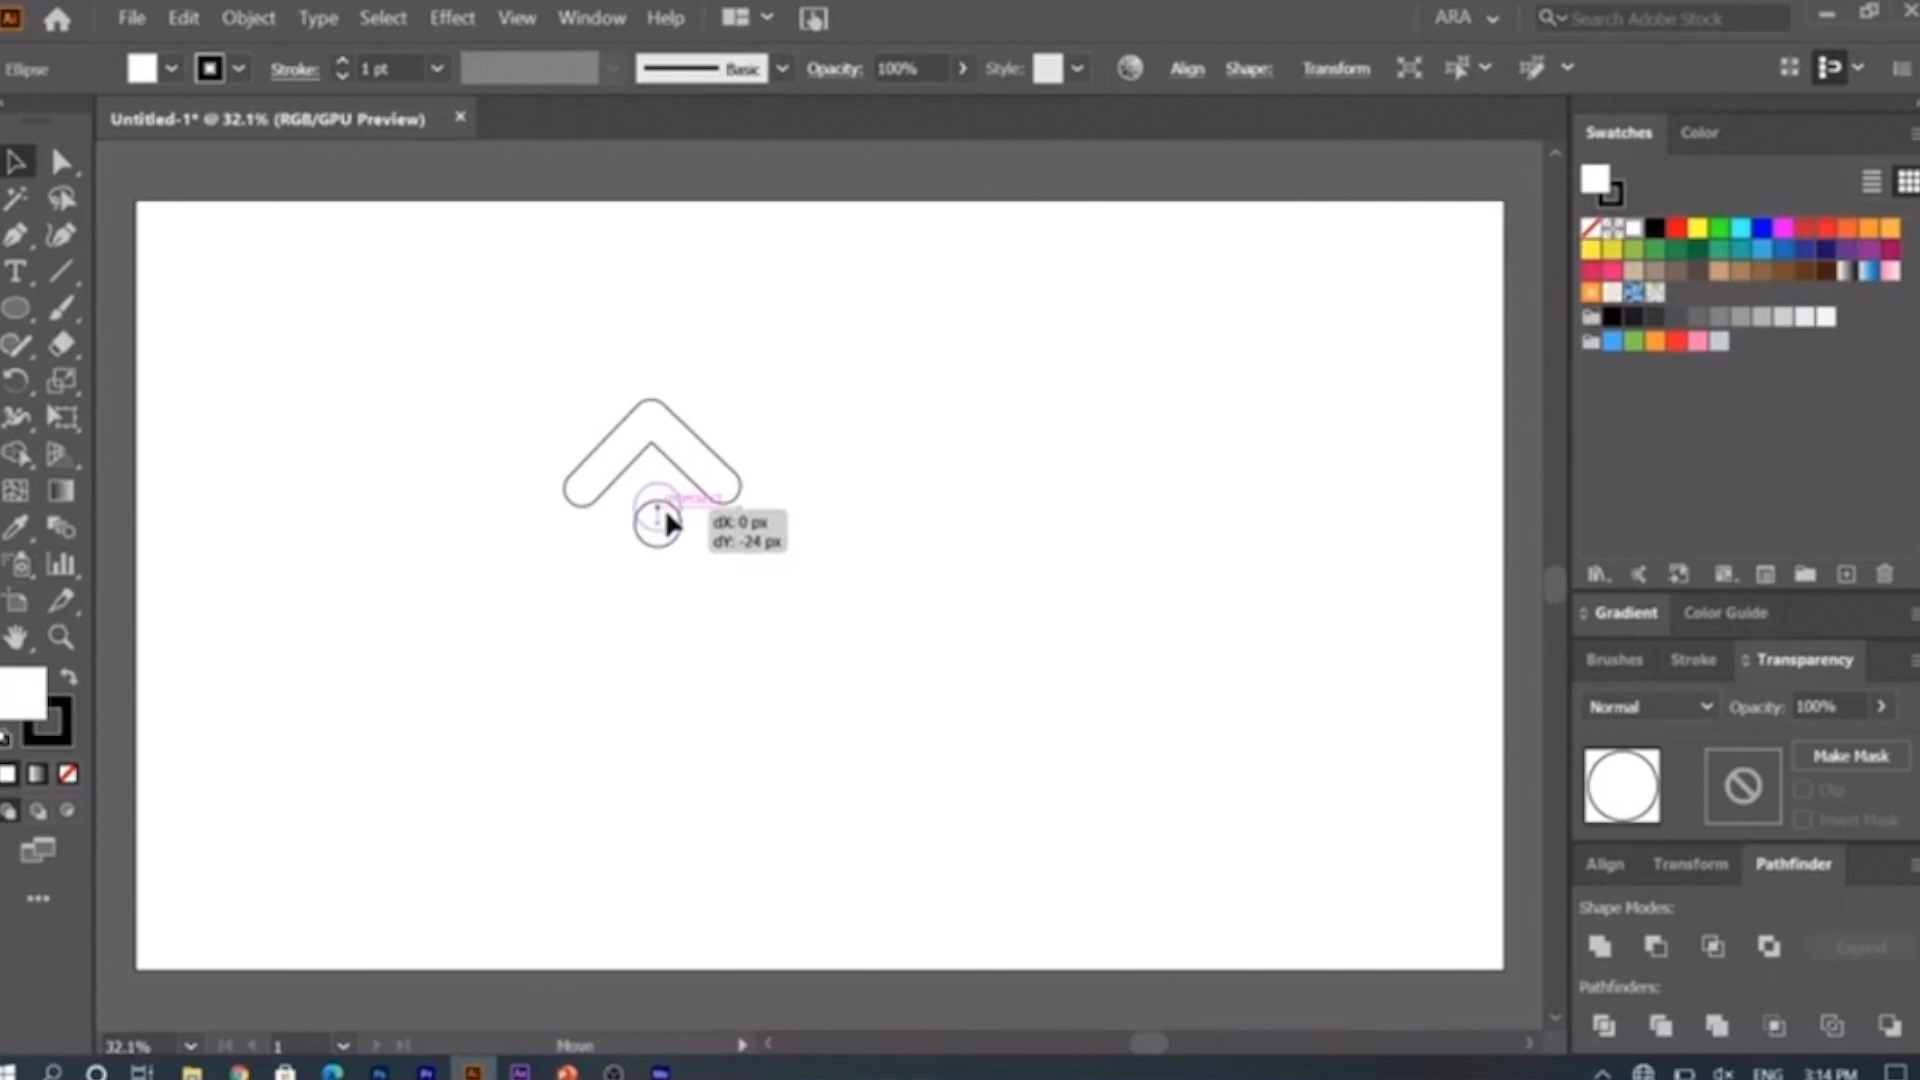 Ai File Edit Object Type Select Effect View Window Help ARA Search Adobe Stock
Ellipse Stroke: 1 pt Basic Opacity: 100% Style: Align Shape: Transform
Untitled-1* @ 32.1% (RGB/GPU Preview) ×
Swatches Color
intersect
dX: 0 px
dY: -24 px
Gradient Color Guide
Brushes Stroke Transparency
Normal Opacity: 100%
Make Mask
Clip
Invert Mask
Align Transform Pathfinder
Shape Modes:
Expand
Pathfinders:
32.1% 1 Move
ENG 3:14 PM